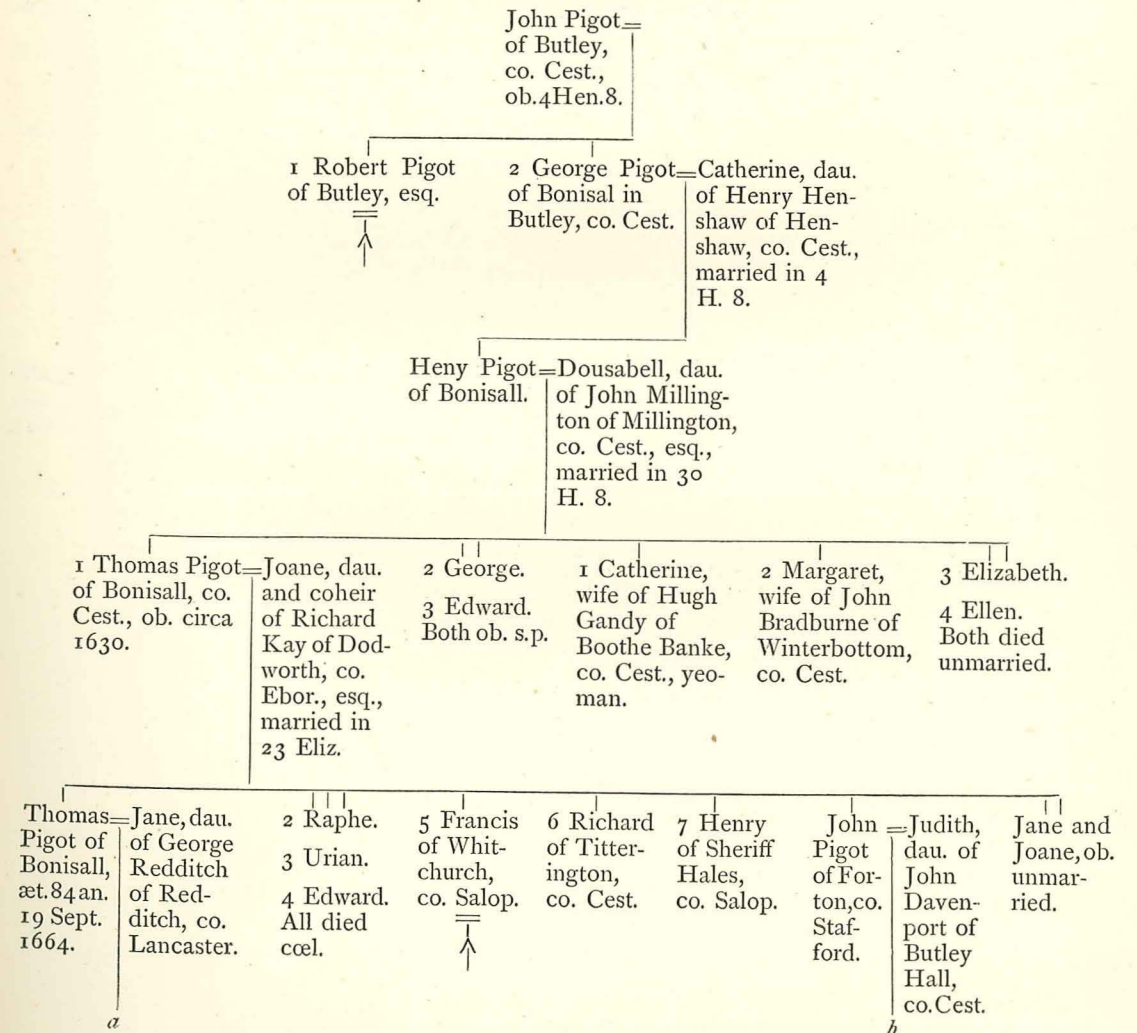 John Pigot=
of Butley,
co. Cest.,
ob. 4 Hen. 8.
1 Robert Pigot
of Butley, esq.
2 George Pigot=
of Bonisal in
Butley, co. Cest.
Catherine, dau.
of Henry Hen-
shaw of Hen-
shaw, co. Cest.,
married in 4
H. 8.
Heny Pigot=
of Bonisall.
Dousabell, dau.
of John Milling-
ton of Millington,
co. Cest., esq.,
married in 30
H. 8.
1 Thomas Pigot=
of Bonisall, co.
Cest., ob. circa
1630.
Joane, dau.
and coheir
of Richard
Kay of Dod-
worth, co.
Ebor., esq.,
married in
23 Eliz.
2 George.
3 Edward.
Both ob. s.p.
1 Catherine,
wife of Hugh
Gandy of
Boothe Banke,
co. Cest., yeo-
man.
2 Margaret,
wife of John
Bradburne of
Winterbottom,
co. Cest.
3 Elizabeth.
4 Ellen.
Both died
unmarried.
Thomas=
Pigot of
Bonisall,
æt. 84 an.
19 Sept.
1664.
Jane, dau.
of George
Redditch
of Red-
ditch, co.
Lancaster.
2 Raphe.
3 Urian.
4 Edward.
All died
cœl.
5 Francis
of Whit-
church,
co. Salop.
6 Richard
of Titter-
ington,
co. Cest.
7 Henry
of Sheriff
Hales,
co. Salop.
John =
Pigot
of For-
ton, co.
Staf-
ford.
Judith,
dau. of
John
Daven-
port of
Butley
Hall,
co. Cest.
Jane and
Joane, ob.
unmar-
ried.
a
b